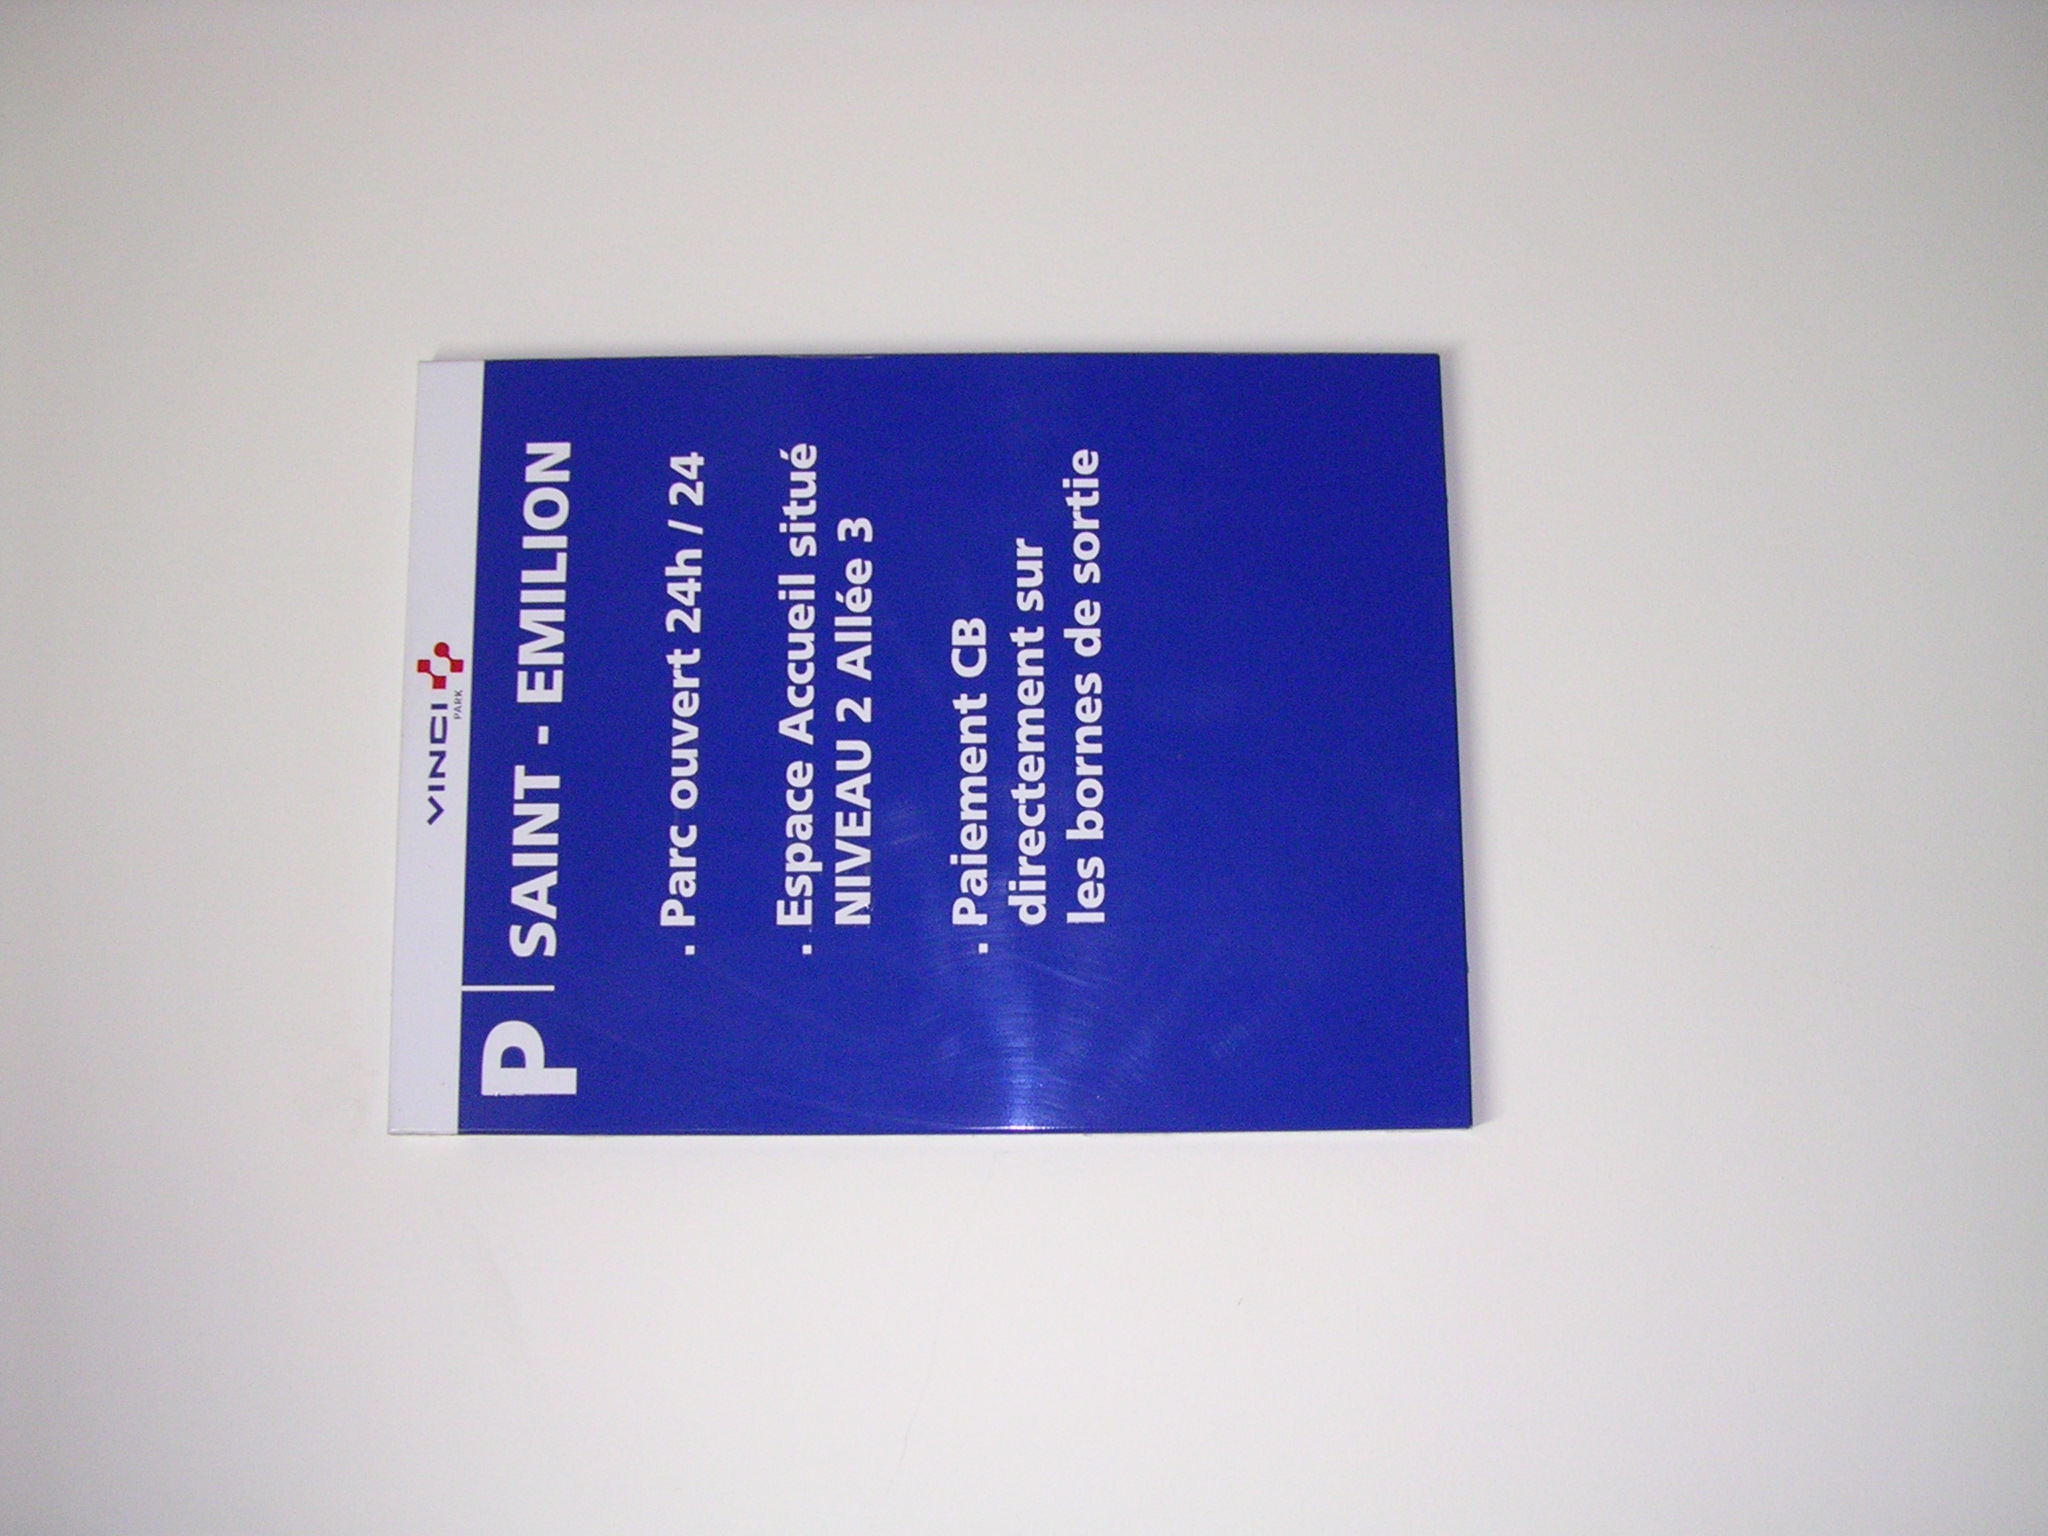 VINCI
PARK
P SAINT - EMILION
. Parc ouvert 24h / 24
. Espace Accueil situé
NIVEAU 2 Allée 3
. Paiement CB
directement sur
les bornes de sortie